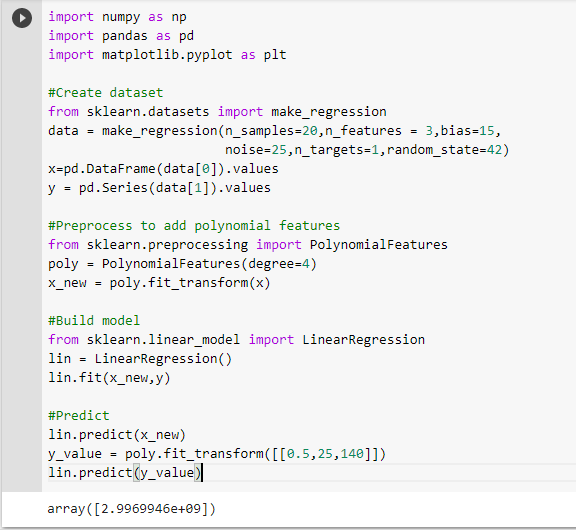 import numpy as np
import pandas as pd
import matplotlib.pyplot as plt
#Create dataset
from sklearn.datasets import make_regression
data = make_regression(n_samples=20,n_features = 3,bias=15,
noise=25,n_targets=1,random_state=42)
x=pd.DataFrame(data[0]).values
y = pd.Series(data[1]).values
#Preprocess to add polynomial features
from sklearn.preprocessing import PolynomialFeatures
poly = PolynomialFeatures(degree=4)
x_new = poly.fit_transform(x)
#Build model
from sklearn.linear_model import LinearRegression
lin = LinearRegression()
lin.fit(x_new,y)
#Predict
lin.predict(x_new)
y_value = poly.fit_transform([[0.5,25,140]])
lin.predict(y_value)
array([2.9969946e+09])